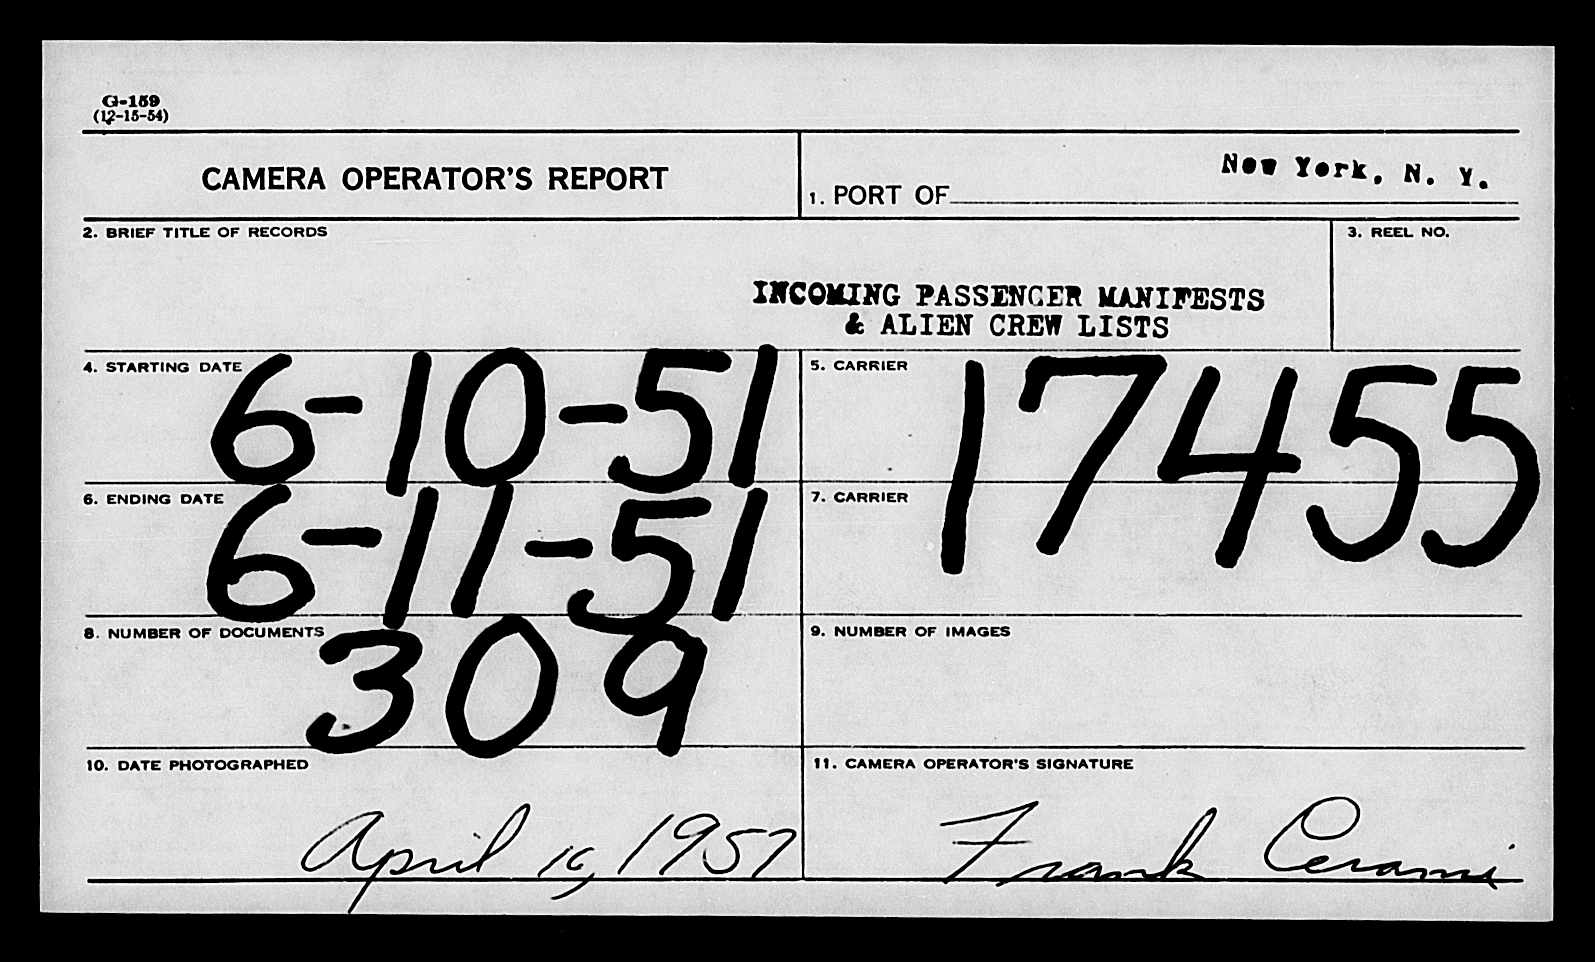 G-159
(12-15-54)
CAMERA OPERATOR'S REPORT
1. PORT OF New York, N. Y.
2. BRIEF TITLE OF RECORDS
3. REEL NO.
INCOMING PASSENGER MANIFESTS
& ALIEN CREW LISTS
4. STARTING DATE 6-10-51
5. CARRIER 17455
6. ENDING DATE 6-11-51
7. CARRIER
8. NUMBER OF DOCUMENTS 309
9. NUMBER OF IMAGES
10. DATE PHOTOGRAPHED
April 16, 1957
11. CAMERA OPERATOR'S SIGNATURE
Frank Cerami